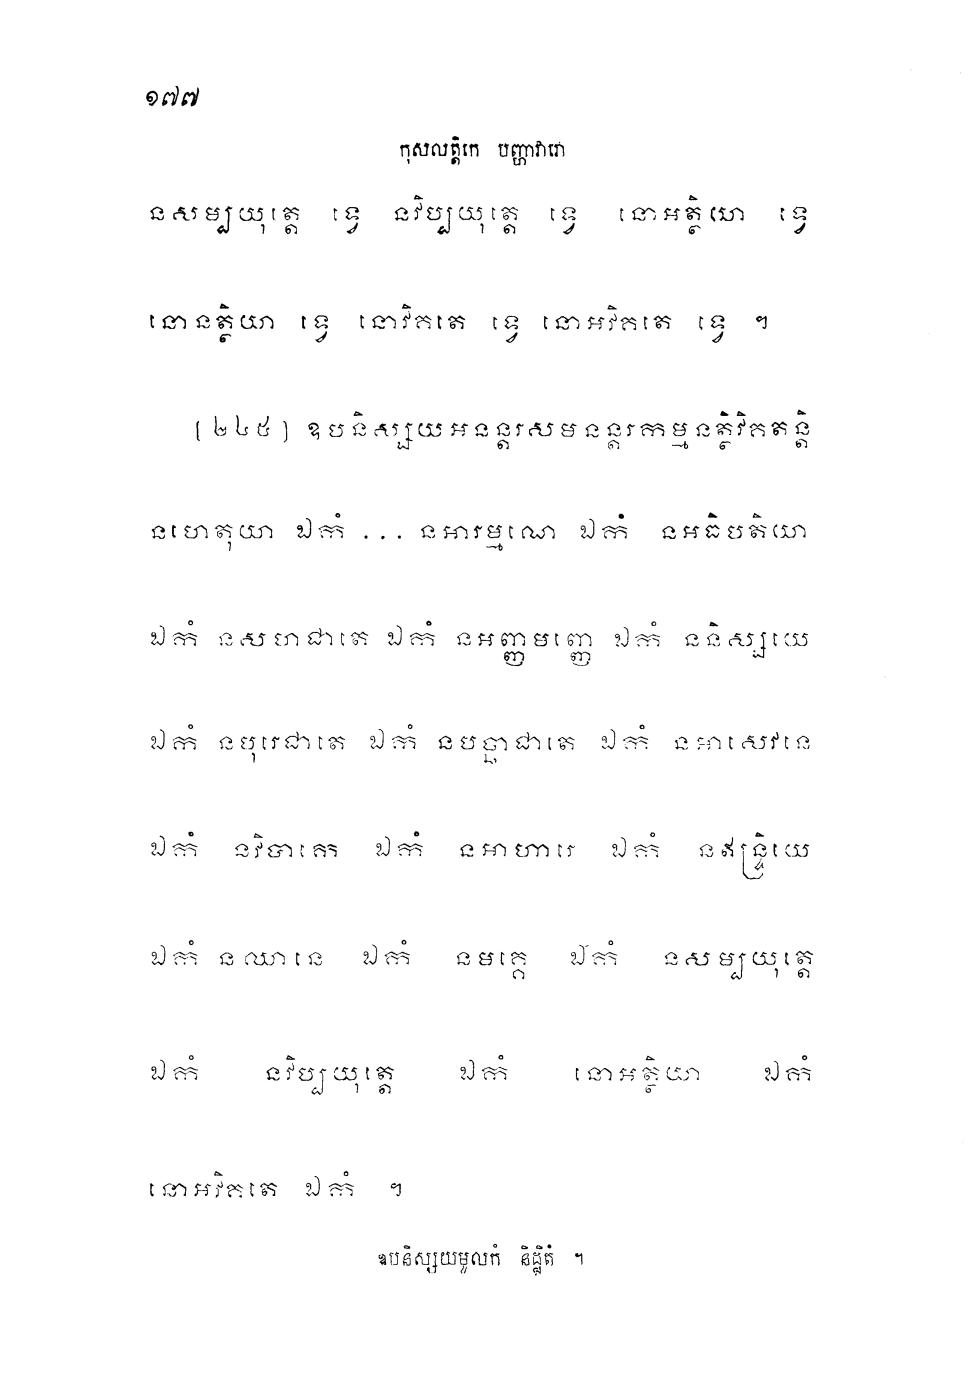 ១៧៧
កុសលត្តិកេ បញ្ហាវារោ
នសម្បយុត្តេ ទ្វេ នវិប្បយុត្តេ ទ្វេ នោអត្ថិយា ទ្វេ
នោនត្ថិយា ទ្វេ នោវិគតេ ទ្វេ នោអវិគតេ ទ្វេ ។
[២៤៥] ឧបនិស្សយអនន្តរសមនន្តរកម្មនត្ថិវិគតន្តិ
នហេតុយា ឯកំ ... នអារម្មណេ ឯកំ នអធិបតិយា
ឯកំ នសហជាតេ ឯកំ នអញ្ញមញ្ញេ ឯកំ ននិស្សយេ
ឯកំ នបុរេជាតេ ឯកំ នបច្ឆាជាតេ ឯកំ នអាសេវនេ
ឯកំ នវិបាកេ ឯកំ នអាហារេ ឯកំ នឥន្ទ្រិយេ
ឯកំ នឈានេ ឯកំ នមគ្គេ ឯកំ នសម្បយុត្តេ
ឯកំ នវិប្បយុត្តេ ឯកំ នោអត្ថិយា ឯកំ
នោអវិគតេ ឯកំ ។
ឧបនិស្សយមូលកំ និដ្ឋិតំ ។